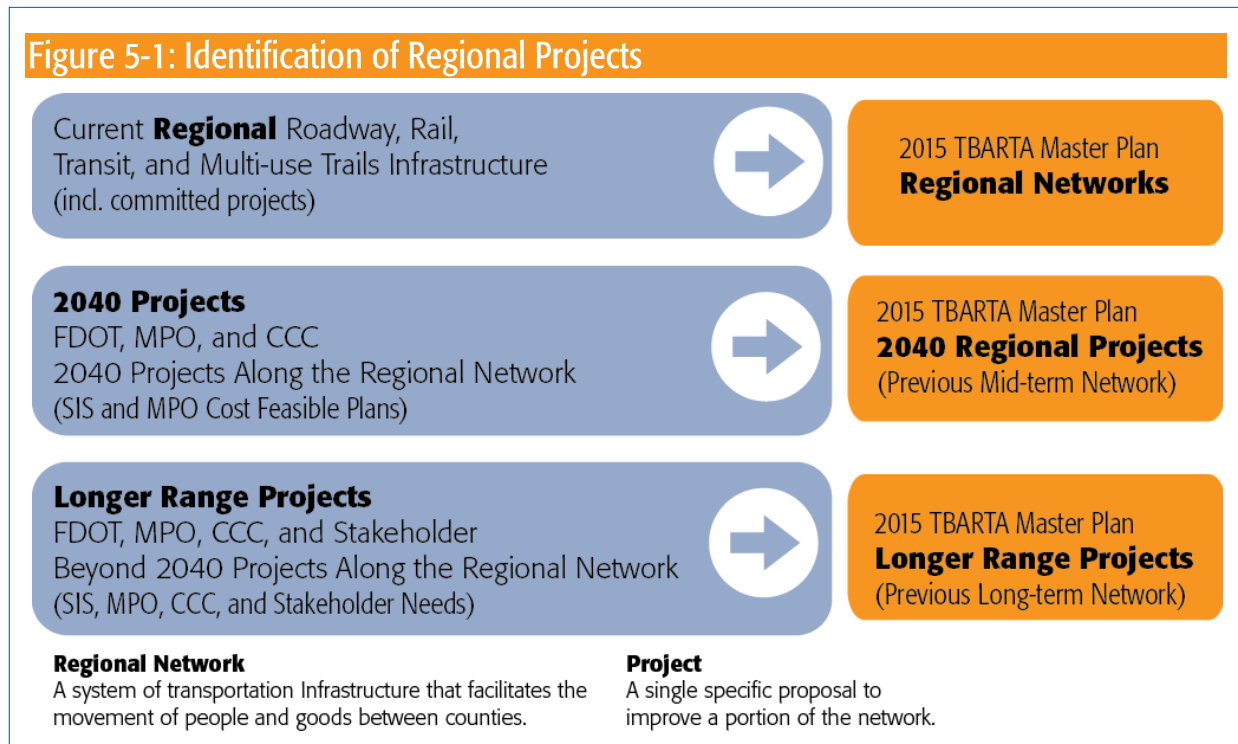 Figure 5-1: Identification of Regional Projects
Current Regional Roadway, Rail,
Transit, and Multi-use Trails Infrastructure
(incl. committed projects)
2015 TBARTA Master Plan
Regional Networks
2040 Projects
FDOT, MPO, and CCC
2040 Projects Along the Regional Network
(SIS and MPO Cost Feasible Plans)
2015 TBARTA Master Plan
2040 Regional Projects
(Previous Mid-term Network)
Longer Range Projects
FDOT, MPO, CCC, and Stakeholder
Beyond 2040 Projects Along the Regional Network
(SIS, MPO, CCC, and Stakeholder Needs)
2015 TBARTA Master Plan
Longer Range Projects
(Previous Long-term Network)
Regional Network
A system of transportation Infrastructure that facilitates the
movement of people and goods between counties.
Project
A single specific proposal to
improve a portion of the network.